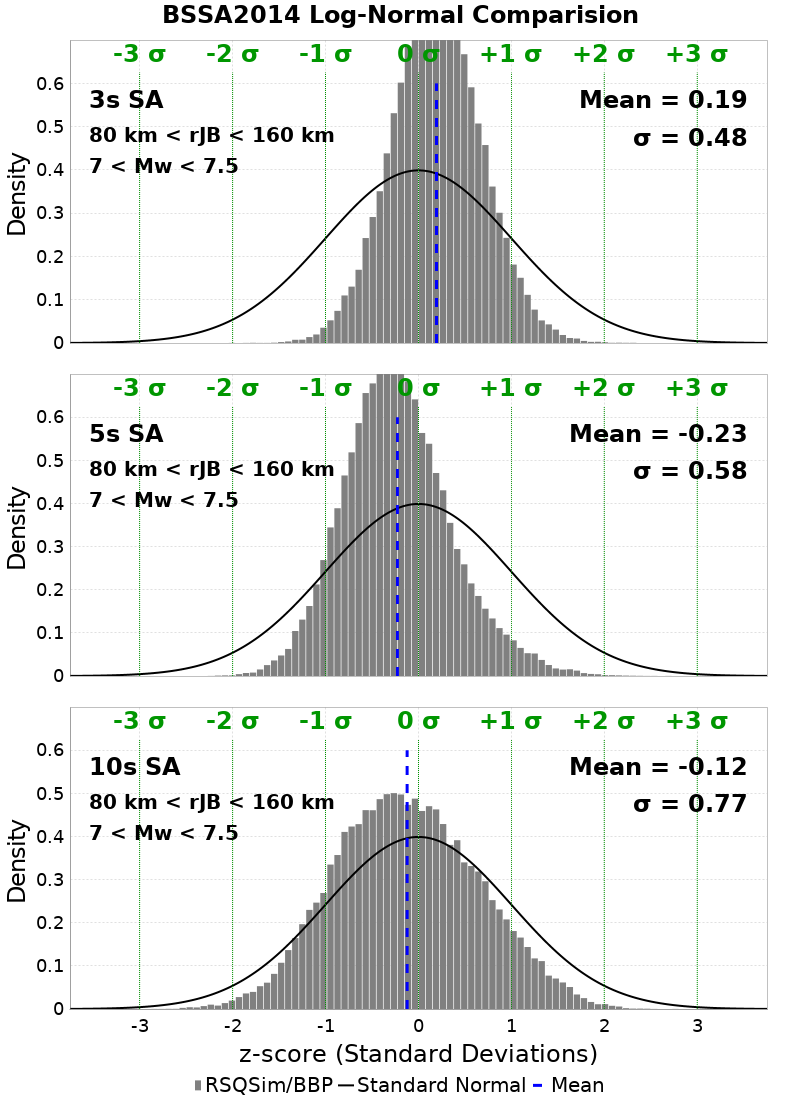 BSSA2014 Log-Normal Comparision
-3 σ -2 σ -1 σ 0 σ +1 σ +2 σ +3 σ
3s SA
80 km < rJB < 160 km
7 < Mw < 7.5
Mean = 0.19
σ = 0.48
Density
0.6
0.5
0.4
0.3
0.2
0.1
0
-3 σ -2 σ -1 σ 0 σ +1 σ +2 σ +3 σ
5s SA
80 km < rJB < 160 km
7 < Mw < 7.5
Mean = -0.23
σ = 0.58
Density
0.6
0.5
0.4
0.3
0.2
0.1
0
-3 σ -2 σ -1 σ 0 σ +1 σ +2 σ +3 σ
10s SA
80 km < rJB < 160 km
7 < Mw < 7.5
Mean = -0.12
σ = 0.77
Density
0.6
0.5
0.4
0.3
0.2
0.1
0
-3 -2 -1 0 1 2 3
z-score (Standard Deviations)
RSQSim/BBP Standard Normal Mean